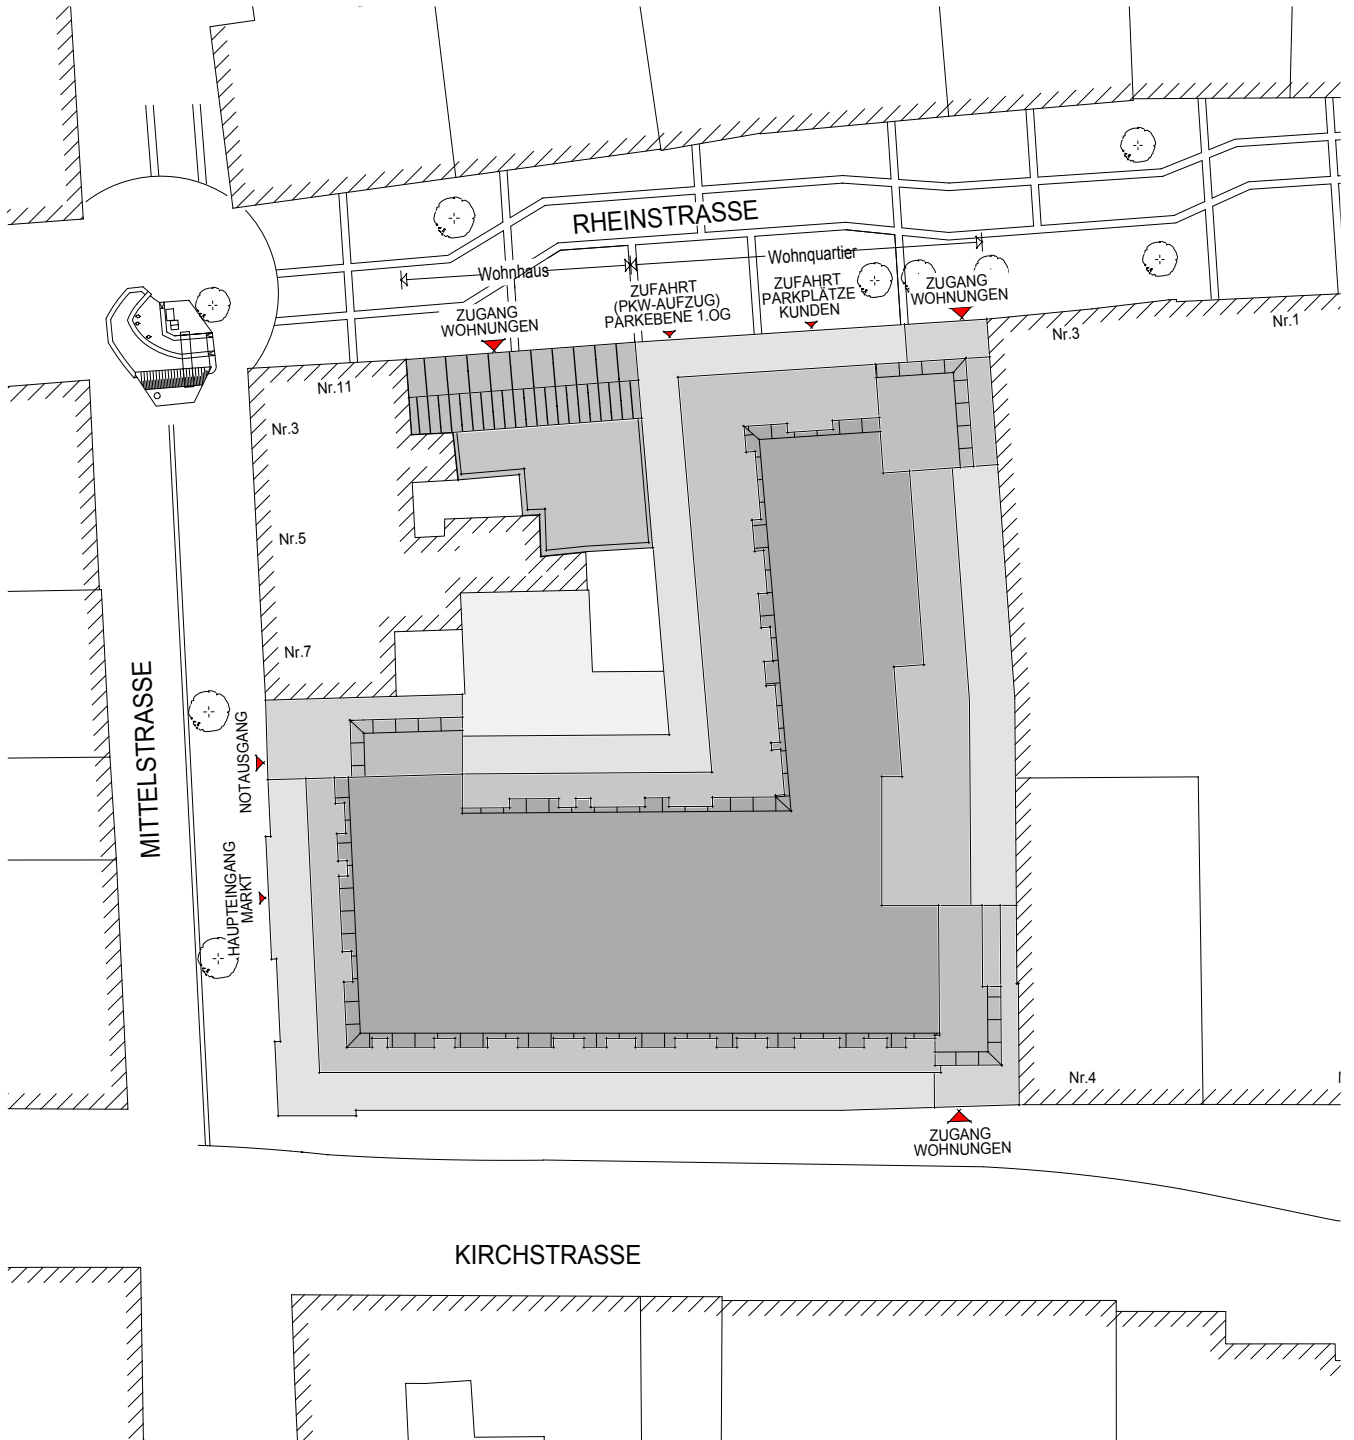 RHEINSTRASSE
Wohnhaus
Wohnquartier
ZUGANG
WOHNUNGEN
ZUFAHRT
(PKW-AUFZUG)
PARKEBENE 1.OG
ZUFAHRT
PARKPLÄTZE
KUNDEN
ZUGANG
WOHNUNGEN
Nr.3
Nr.1
Nr.11
Nr.3
Nr.5
Nr.7
MITTELSTRASSE
NOTAUSGANG
HAUPTEINGANG
MARKT
Nr.4
ZUGANG
WOHNUNGEN
KIRCHSTRASSE